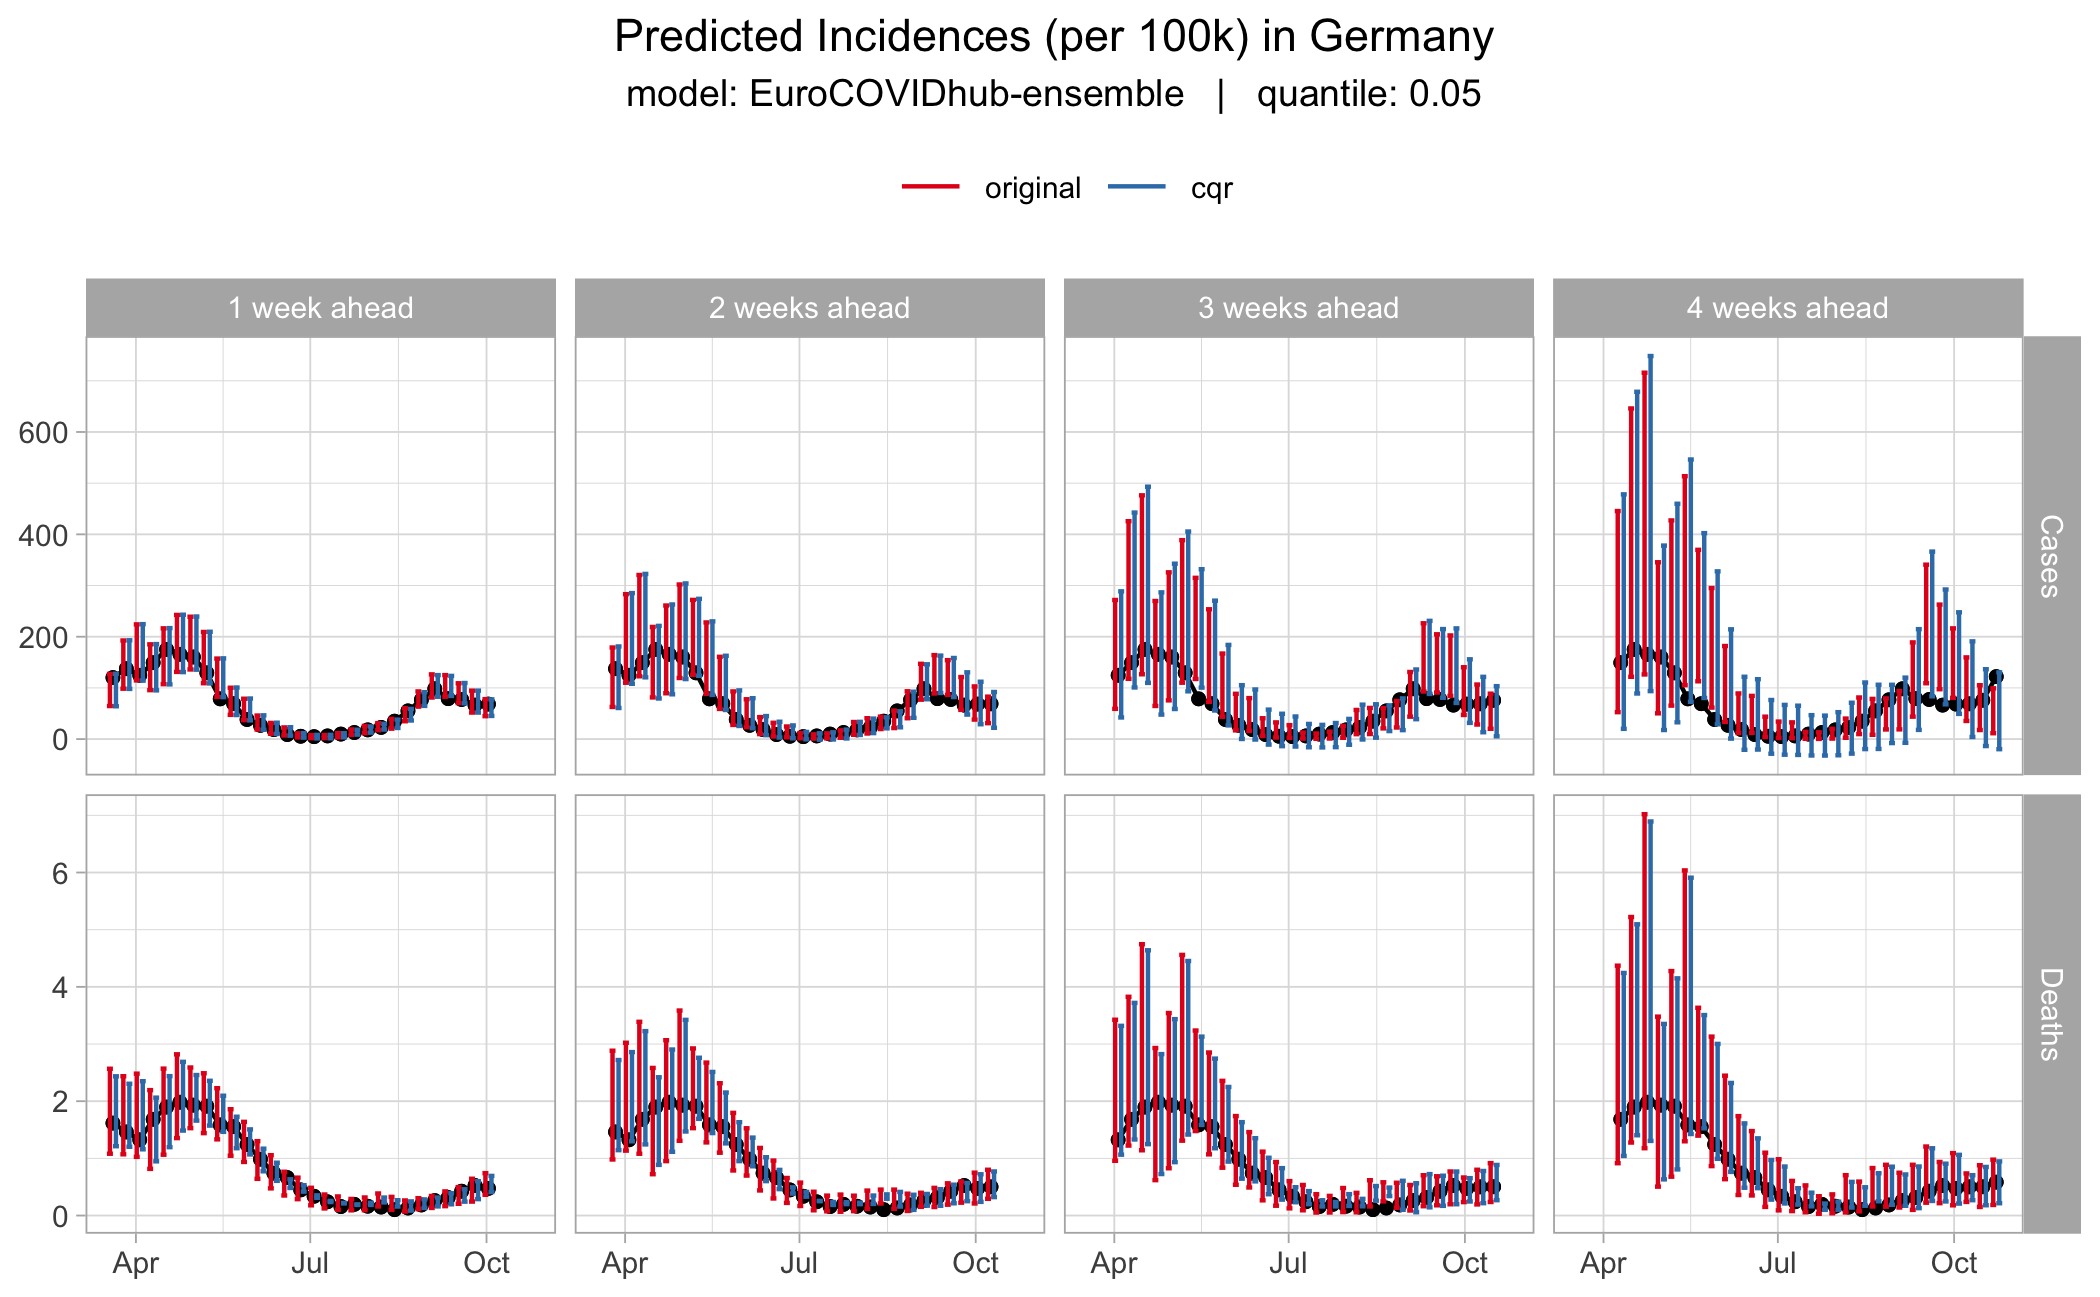 Predicted Incidences (per 100k) in Germany
model: EuroCOVIDhub-ensemble | quantile: 0.05
original cqr
1 week ahead 2 weeks ahead 3 weeks ahead 4 weeks ahead
600
400
200
0
Cases
6
4
2
0
Deaths
Apr Jul Oct Apr Jul Oct Apr Jul Oct Apr Jul Oct